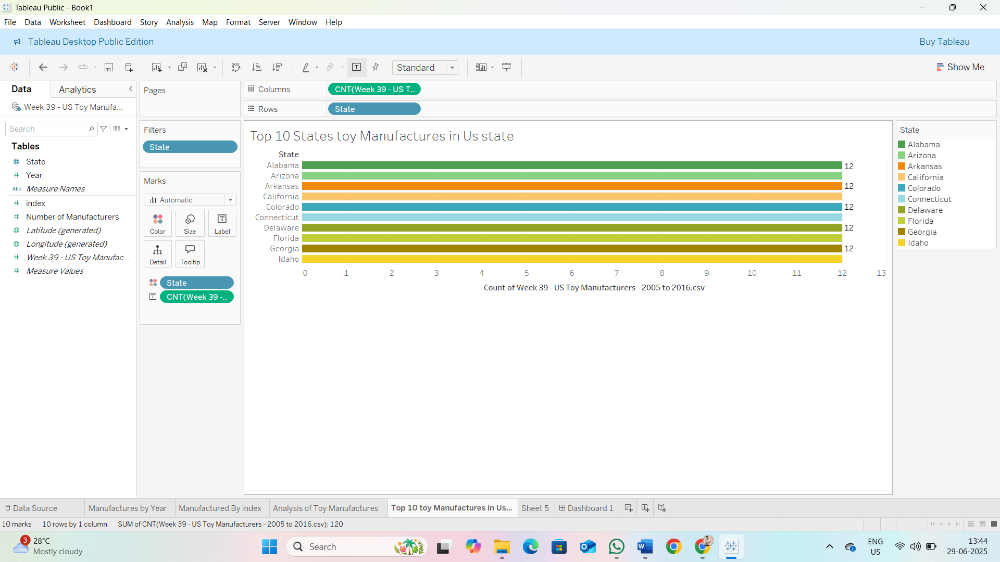 Tableau Public - Book1
File Data Worksheet Dashboard Story Analysis Map Format Server Window Help
Tableau Desktop Public Edition
Buy Tableau
Standard
Show Me
Data
Analytics
Week 39 - US Toy Manufa...
Search
Tables
State
Year
Abc Measure Names
index
Number of Manufacturers
Latitude (generated)
Longitude (generated)
Week 39 - US Toy Manufac...
Measure Values
Pages
Filters
State
Marks
Automatic
Color
Size
Label
Detail
Tooltip
State
CNT(Week 39 -..
Columns
CNT(Week 39 - US T..
Rows
State
Top 10 States toy Manufactures in Us state
State
Alabama 12
Arizona
Arkansas 12
California
Colorado 12
Connecticut
Delaware 12
Florida
Georgia 12
Idaho
0 1 2 3 4 5 6 7 8 9 10 11 12 13
Count of Week 39 - US Toy Manufacturers - 2005 to 2016.csv
State
Alabama
Arizona
Arkansas
California
Colorado
Connecticut
Delaware
Florida
Georgia
Idaho
Data Source
Manufactures by Year
Manufactured By index
Analysis of Toy Manufactures
Top 10 toy Manufactures in Us...
Sheet 5
Dashboard 1
10 marks
10 rows by 1 column
SUM of CNT(Week 39 - US Toy Manufacturers - 2005 to 2016.csv): 120
3
28°C
Mostly cloudy
Search
ENG
US
13:44
29-06-2025